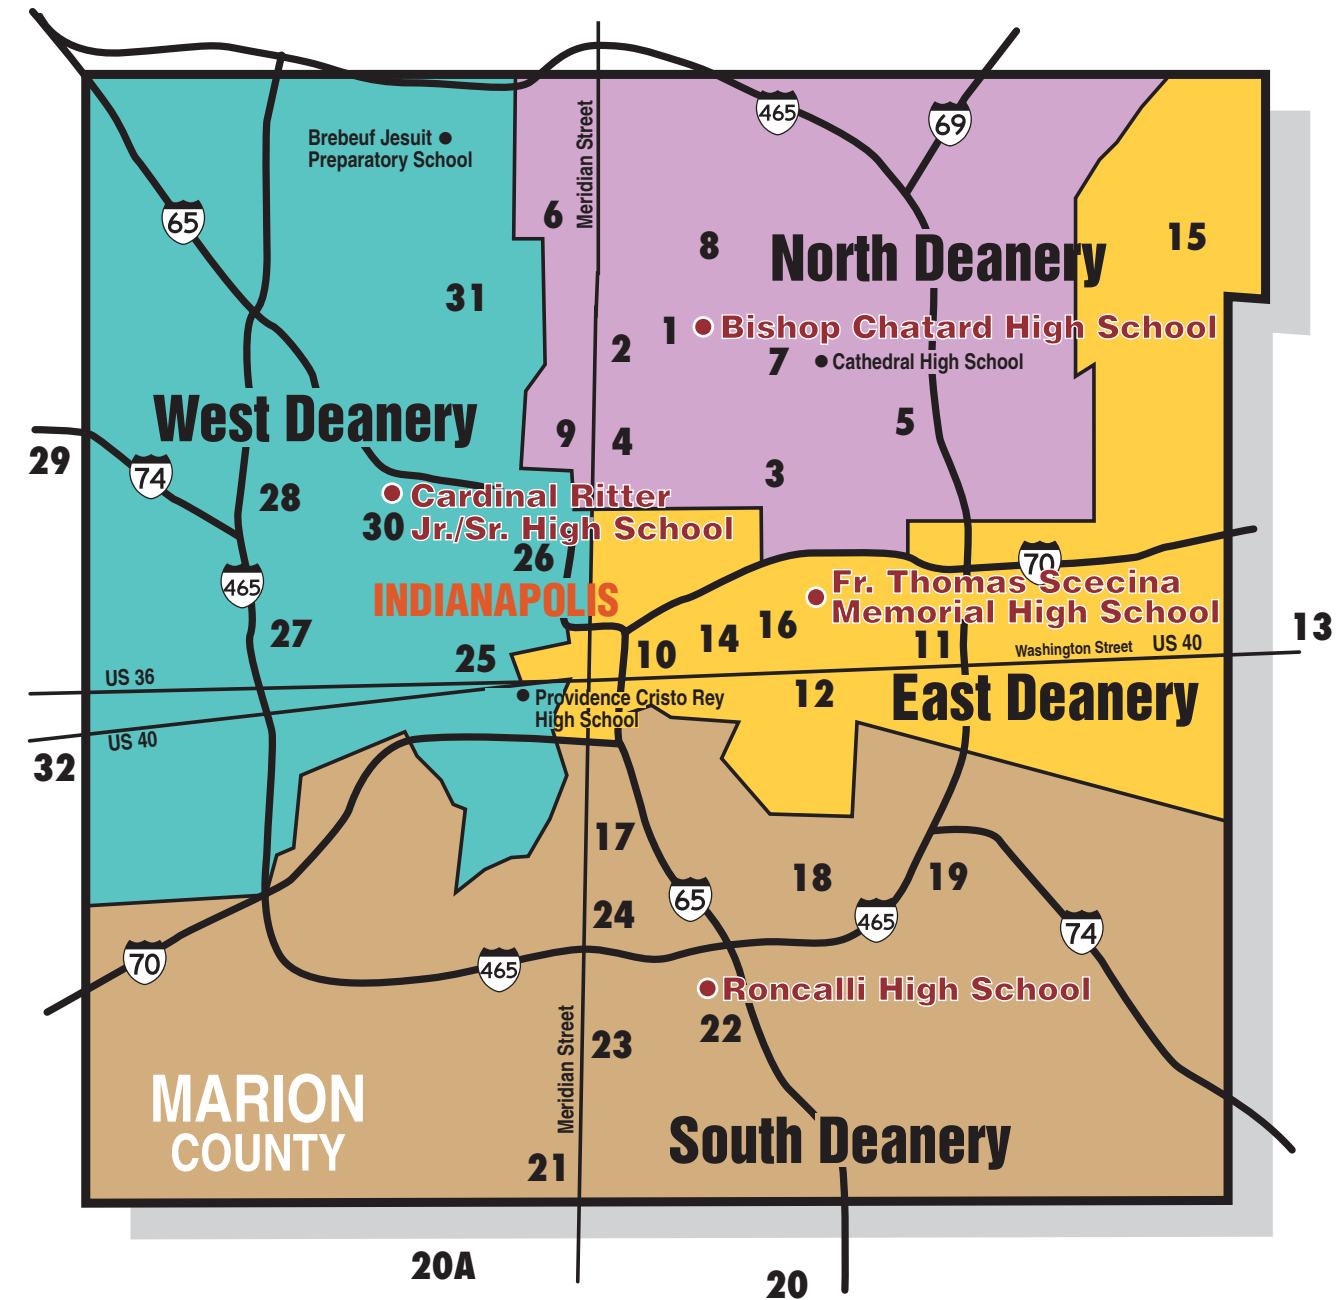 465
69
Meridian Street
Brebeuf Jesuit
Preparatory School
65
6
8
North Deanery
15
31
1
Bishop Chatard High School
2
7
Cathedral High School
West Deanery
5
9
4
29
74
28
3
Cardinal Ritter
30
Jr./Sr. High School
26
70
465
INDIANAPOLIS
Fr. Thomas Scecina
Memorial High School
27
16
14
13
25
10
11
Washington Street
US 40
US 36
12
East Deanery
Providence Cristo Rey
High School
US 40
32
17
18
19
65
24
465
74
70
465
Roncalli High School
22
23
Meridian Street
MARION
COUNTY
South Deanery
21
20A
20